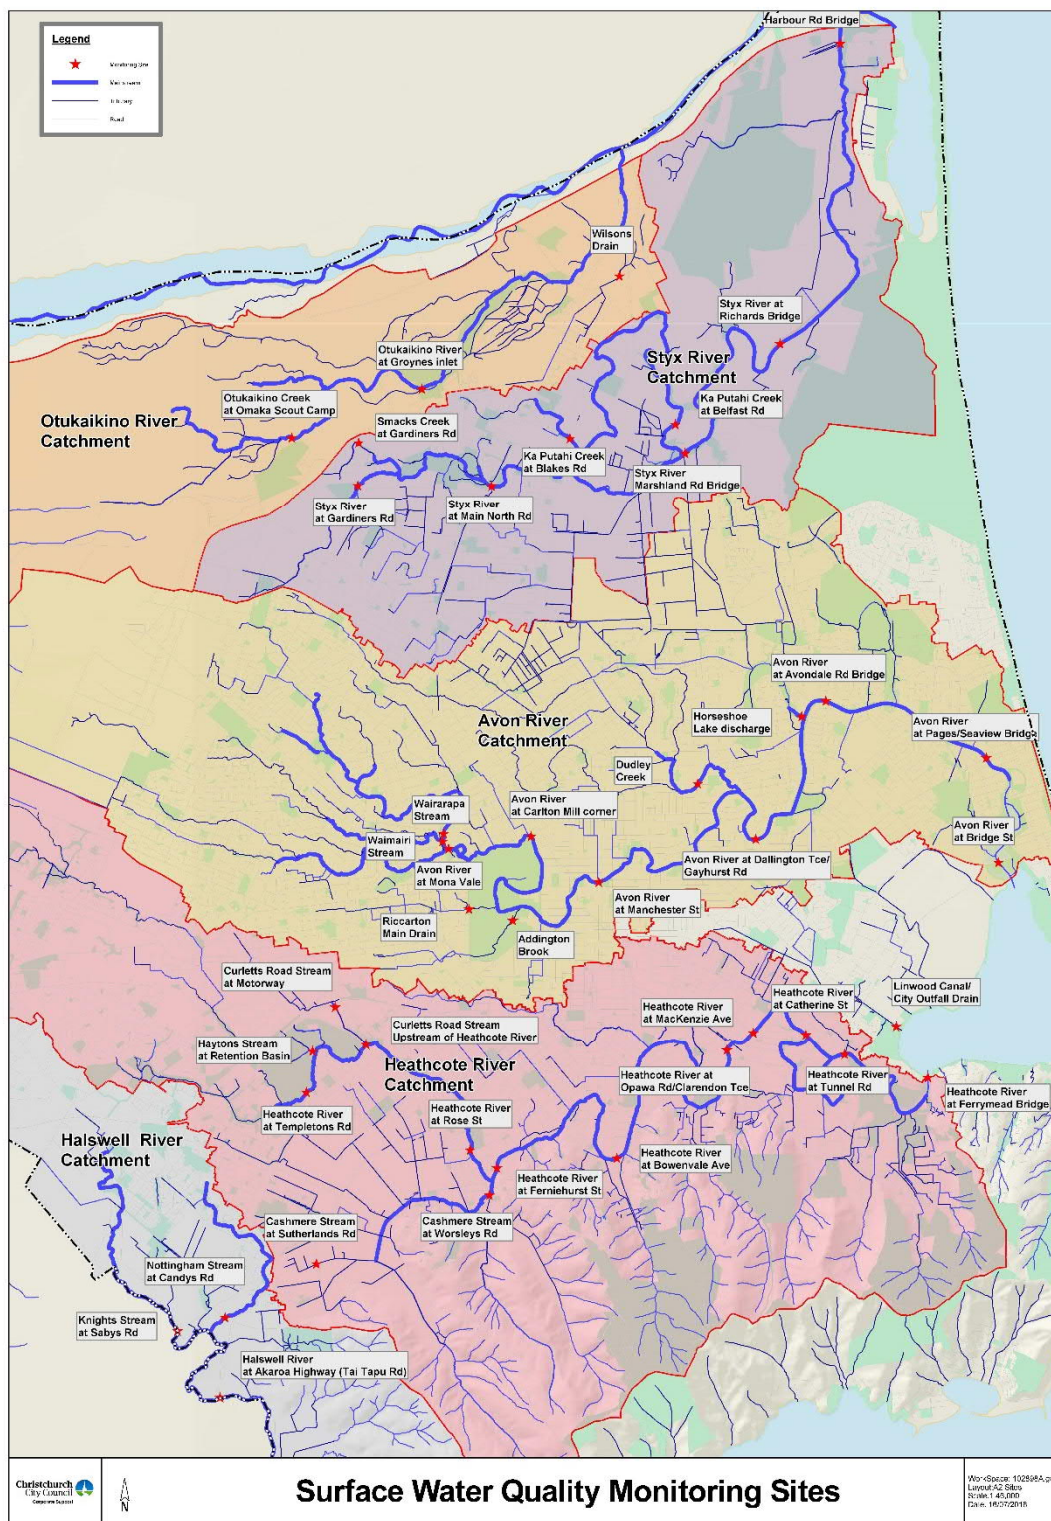 Harbour Rd Bridge
Legend
Monitoring Site
Tributary
Road
Wilsons
Drain
Styx River at
Richards Bridge
Otukaikino River
at Groynes inlet
Styx River
Catchment
Otukaikino Creek
at Omaka Scout Camp
Ka Putahi Creek
at Belfast Rd
Otukaikino River
Catchment
Smacks Creek
at Gardiners Rd
Ka Putahi Creek
at Blakes Rd
Styx River
Marshland Rd Bridge
Styx River
at Gardiners Rd
Styx River
at Main North Rd
Avon River
at Avondale Rd Bridge
Avon River
Catchment
Horseshoe
Lake discharge
Avon River
at Pages/Seaview Bridge
Dudley
Creek
Wairarapa
Stream
Avon River
at Carlton Mill corner
Waimairi
Stream
Avon River
at Bridge St
Avon River
at Mona Vale
Avon River at Dallington Tce/
Gayhurst Rd
Avon River
at Manchester St
Riccarton
Main Drain
Addington
Brook
Curletts Road Stream
at Motorway
Linwood Canal/
City Outfall Drain
Heathcote River
at Catherine St
Heathcote River
at MacKenzie Ave
Curletts Road Stream
Upstream of Heathcote River
Haytons Stream
at Retention Basin
Heathcote River
Catchment
Heathcote River at
Opawa Rd/Clarendon Tce
Heathcote River
at Tunnel Rd
Heathcote River
at Ferrymead Bridge
Heathcote River
at Templetons Rd
Heathcote River
at Rose St
Halswell River
Catchment
Heathcote River
at Bowenvale Ave
Heathcote River
at Ferniehurst St
Cashmere Stream
at Sutherlands Rd
Cashmere Stream
at Worsleys Rd
Nottingham Stream
at Candys Rd
Knights Stream
at Sabys Rd
Halswell River
at Akaroa Highway (Tai Tapu Rd)
Christchurch
City Council
Corporate Support
N
Surface Water Quality Monitoring Sites
Layout:A2 Sites